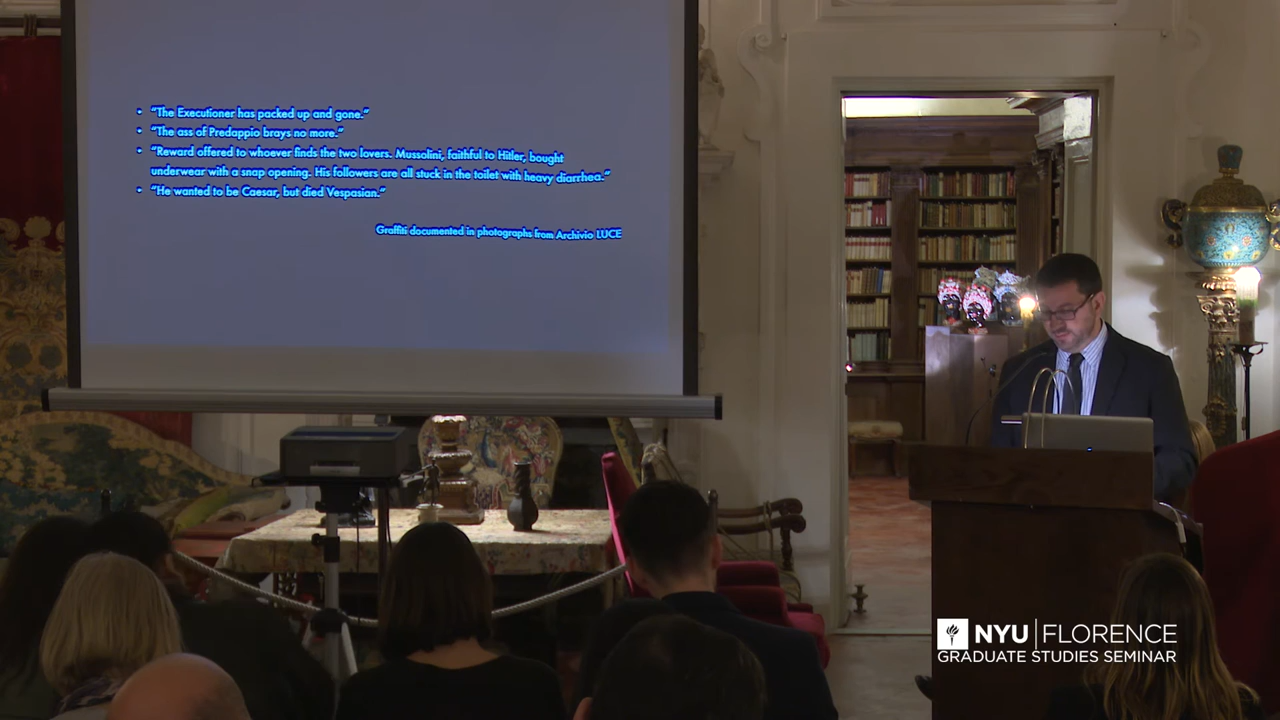 • “The Executioner has packed up and gone.”
• “The ass of Predappio brays no more.”
• “Reward offered to whoever finds the two lovers. Mussolini, faithful to Hitler, bought
underwear with a snap opening. His followers are all stuck in the toilet with heavy diarrhea.”
• “He wanted to be Caesar, but died Vespasian.”
Graffiti documented in photographs from Archivio LUCE
NYU FLORENCE
GRADUATE STUDIES SEMINAR